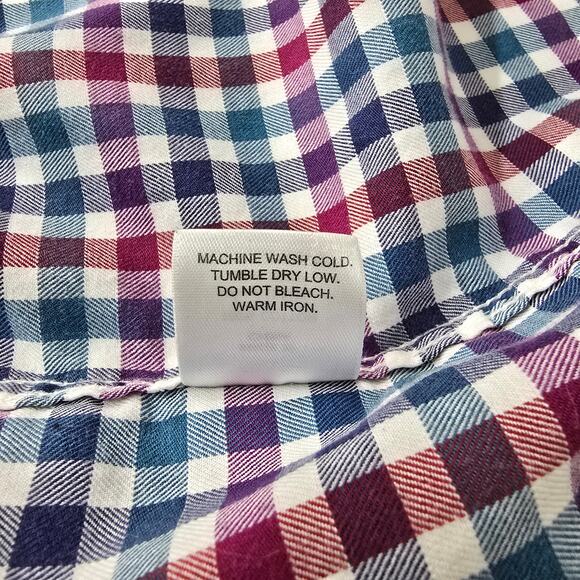 MACHINE WASH COLD.
TUMBLE DRY LOW.
DO NOT BLEACH.
WARM IRON.